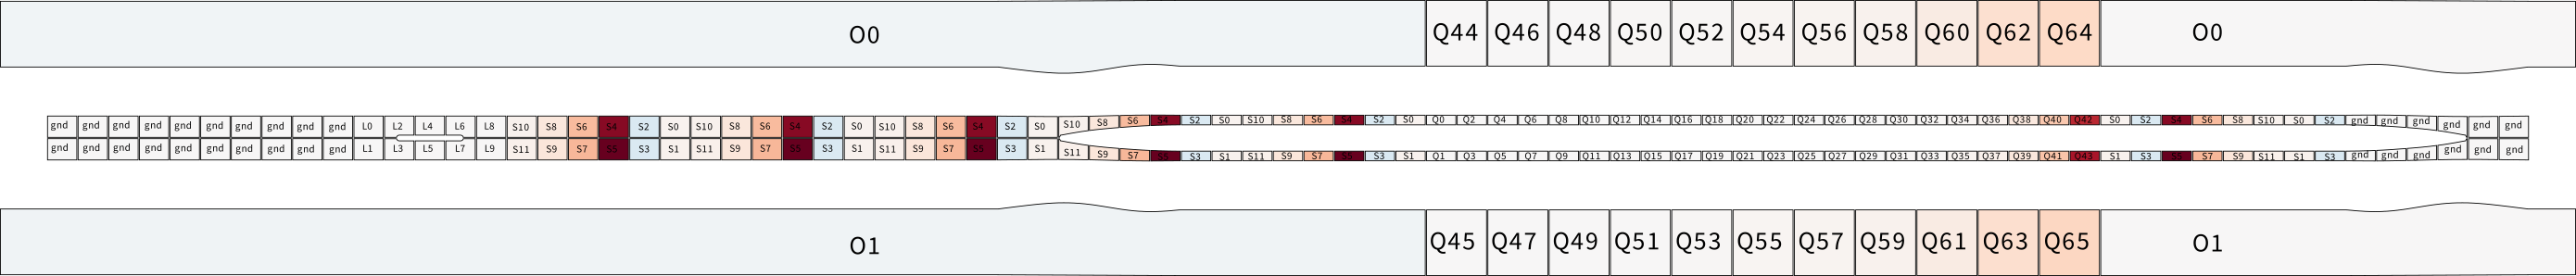 O0 Q44 Q46 Q48 Q50 Q52 Q54 Q56 Q58 Q60 Q62 Q64 O0
gnd gnd gnd gnd gnd gnd gnd gnd gnd gnd L0 L2 L4 L6 L8 S10 S8 S6 S4 S2 S0 S10 S8 S6 S4 S2 S0 S10 S8 S6 S4 S2 S0 S10 S8 S6 S4 S2 S0 S10 S8 S6 S4 S2 S0 Q0 Q2 Q4 Q6 Q8 Q10 Q12 Q14 Q16 Q18 Q20 Q22 Q24 Q26 Q28 Q30 Q32 Q34 Q36 Q38 Q40 Q42 S0 S2 S4 S6 S8 S10 S0 S2 gnd gnd gnd gnd gnd gnd
gnd gnd gnd gnd gnd gnd gnd gnd gnd gnd L1 L3 L5 L7 L9 S11 S9 S7 S5 S3 S1 S11 S9 S7 S5 S3 S1 S11 S9 S7 S5 S3 S1 S11 S9 S7 S5 S3 S1 S11 S9 S7 S5 S3 S1 Q1 Q3 Q5 Q7 Q9 Q11 Q13 Q15 Q17 Q19 Q21 Q23 Q25 Q27 Q29 Q31 Q33 Q35 Q37 Q39 Q41 Q43 S1 S3 S5 S7 S9 S11 S1 S3 gnd gnd gnd gnd gnd gnd
O1 Q45 Q47 Q49 Q51 Q53 Q55 Q57 Q59 Q61 Q63 Q65 O1